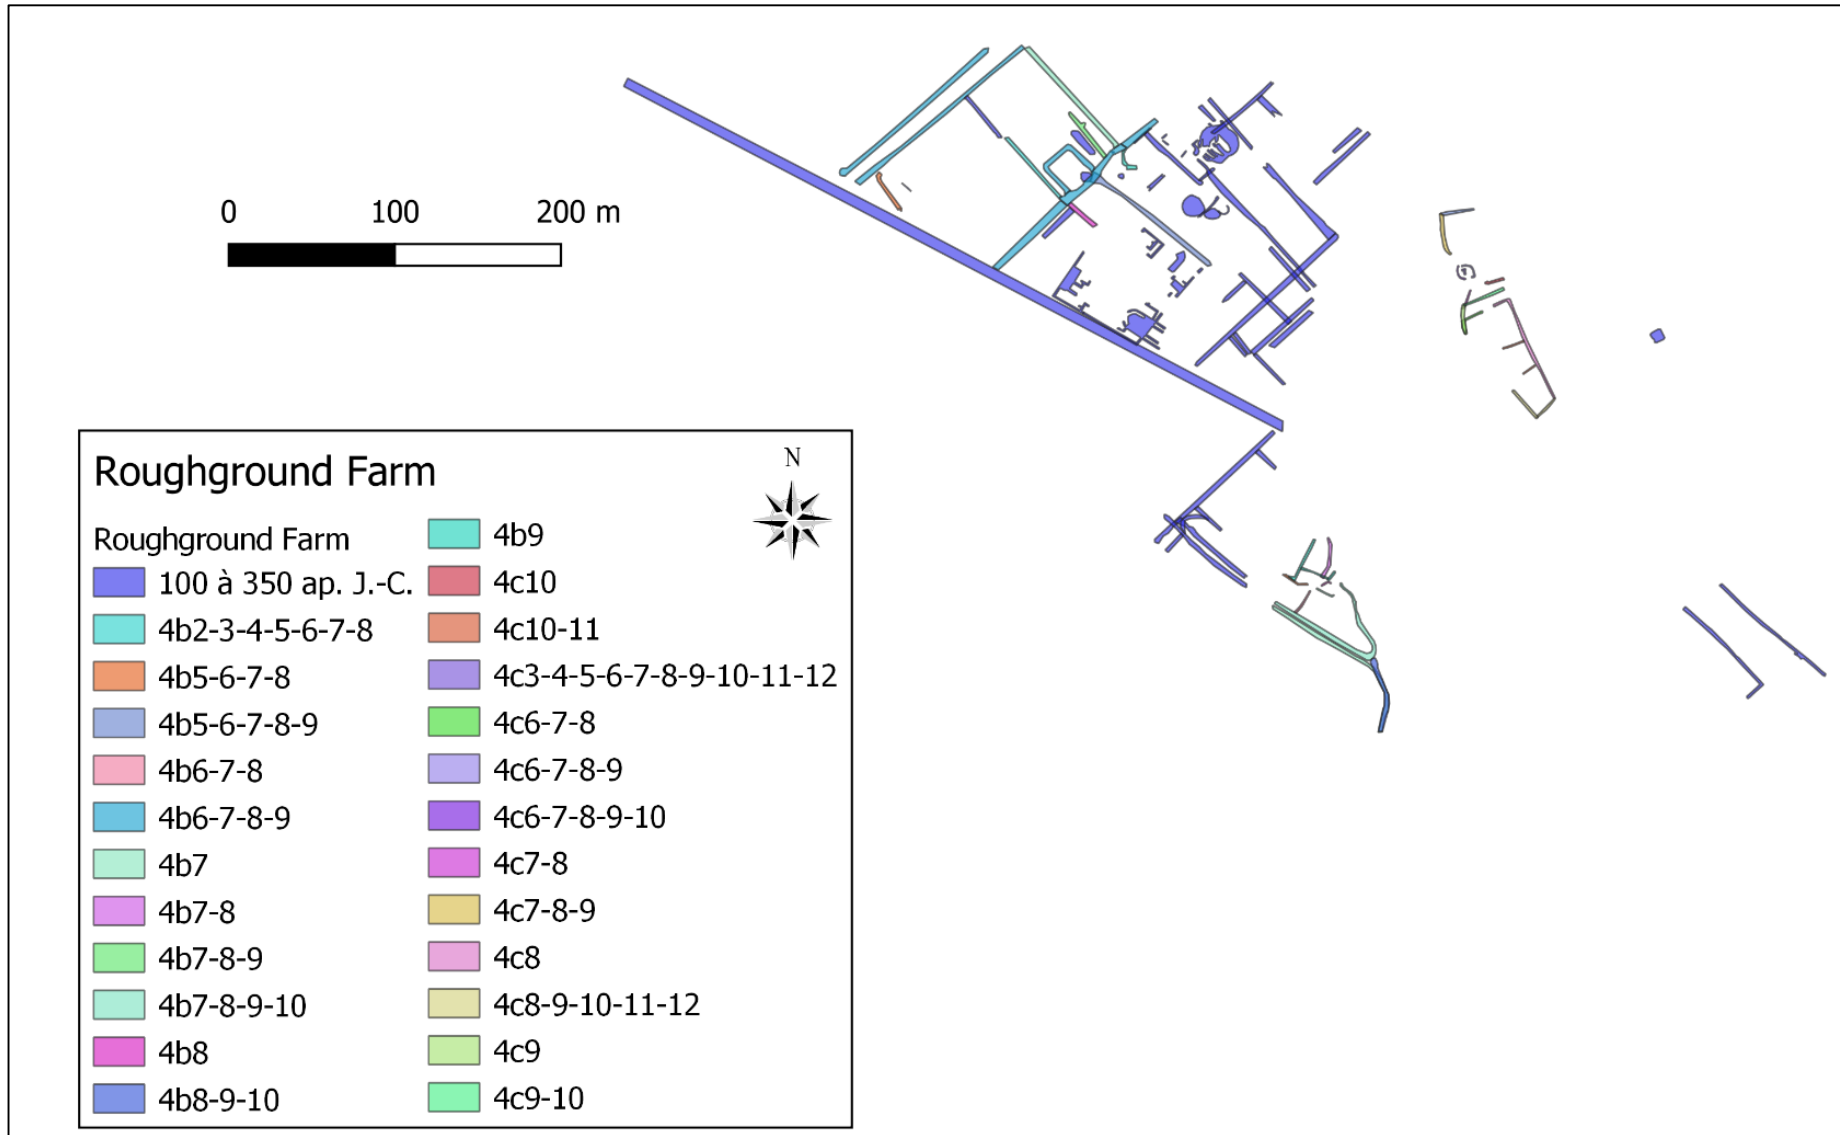 0 100 200 m
Roughground Farm
N
Roughground Farm
100 à 350 ap. J.-C.
4b2-3-4-5-6-7-8
4b5-6-7-8
4b5-6-7-8-9
4b6-7-8
4b6-7-8-9
4b7
4b7-8
4b7-8-9
4b7-8-9-10
4b8
4b8-9-10
4b9
4c10
4c10-11
4c3-4-5-6-7-8-9-10-11-12
4c6-7-8
4c6-7-8-9
4c6-7-8-9-10
4c7-8
4c7-8-9
4c8
4c8-9-10-11-12
4c9
4c9-10